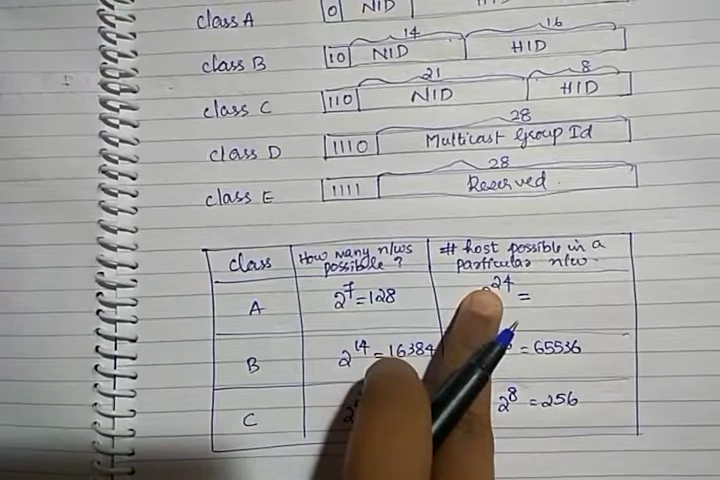 class A 0 NID
14 16
class B 10 NID HID
21 8
class C 110 NID HID
28
class D 1110 Multicast Group Id
28
class E 1111 Reserved
class How many n/ws possible ? # host possible in a particular n/w.
A 2^7=128 2^24 =
B 2^14 =16384 = 65536
C 2^8 =256